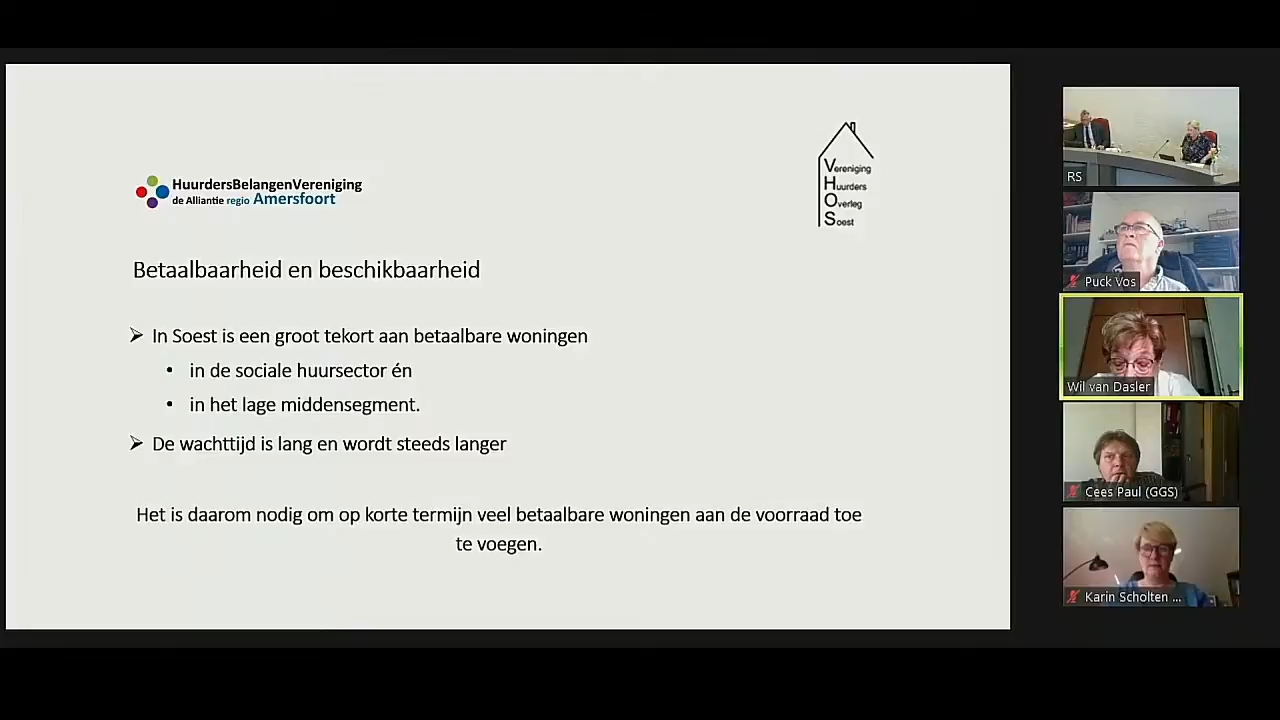 HuurdersBelangenVereniging
de Alliantie regio Amersfoort
Vereniging
Huurders
Overleg
Soest
Betaalbaarheid en beschikbaarheid
➢ In Soest is een groot tekort aan betaalbare woningen
• in de sociale huursector én
• in het lage middensegment.
➢ De wachttijd is lang en wordt steeds langer
Het is daarom nodig om op korte termijn veel betaalbare woningen aan de voorraad toe
te voegen.
RS
Puck Vos
Wil van Dasler
Cees Paul (GGS)
Karin Scholten ...